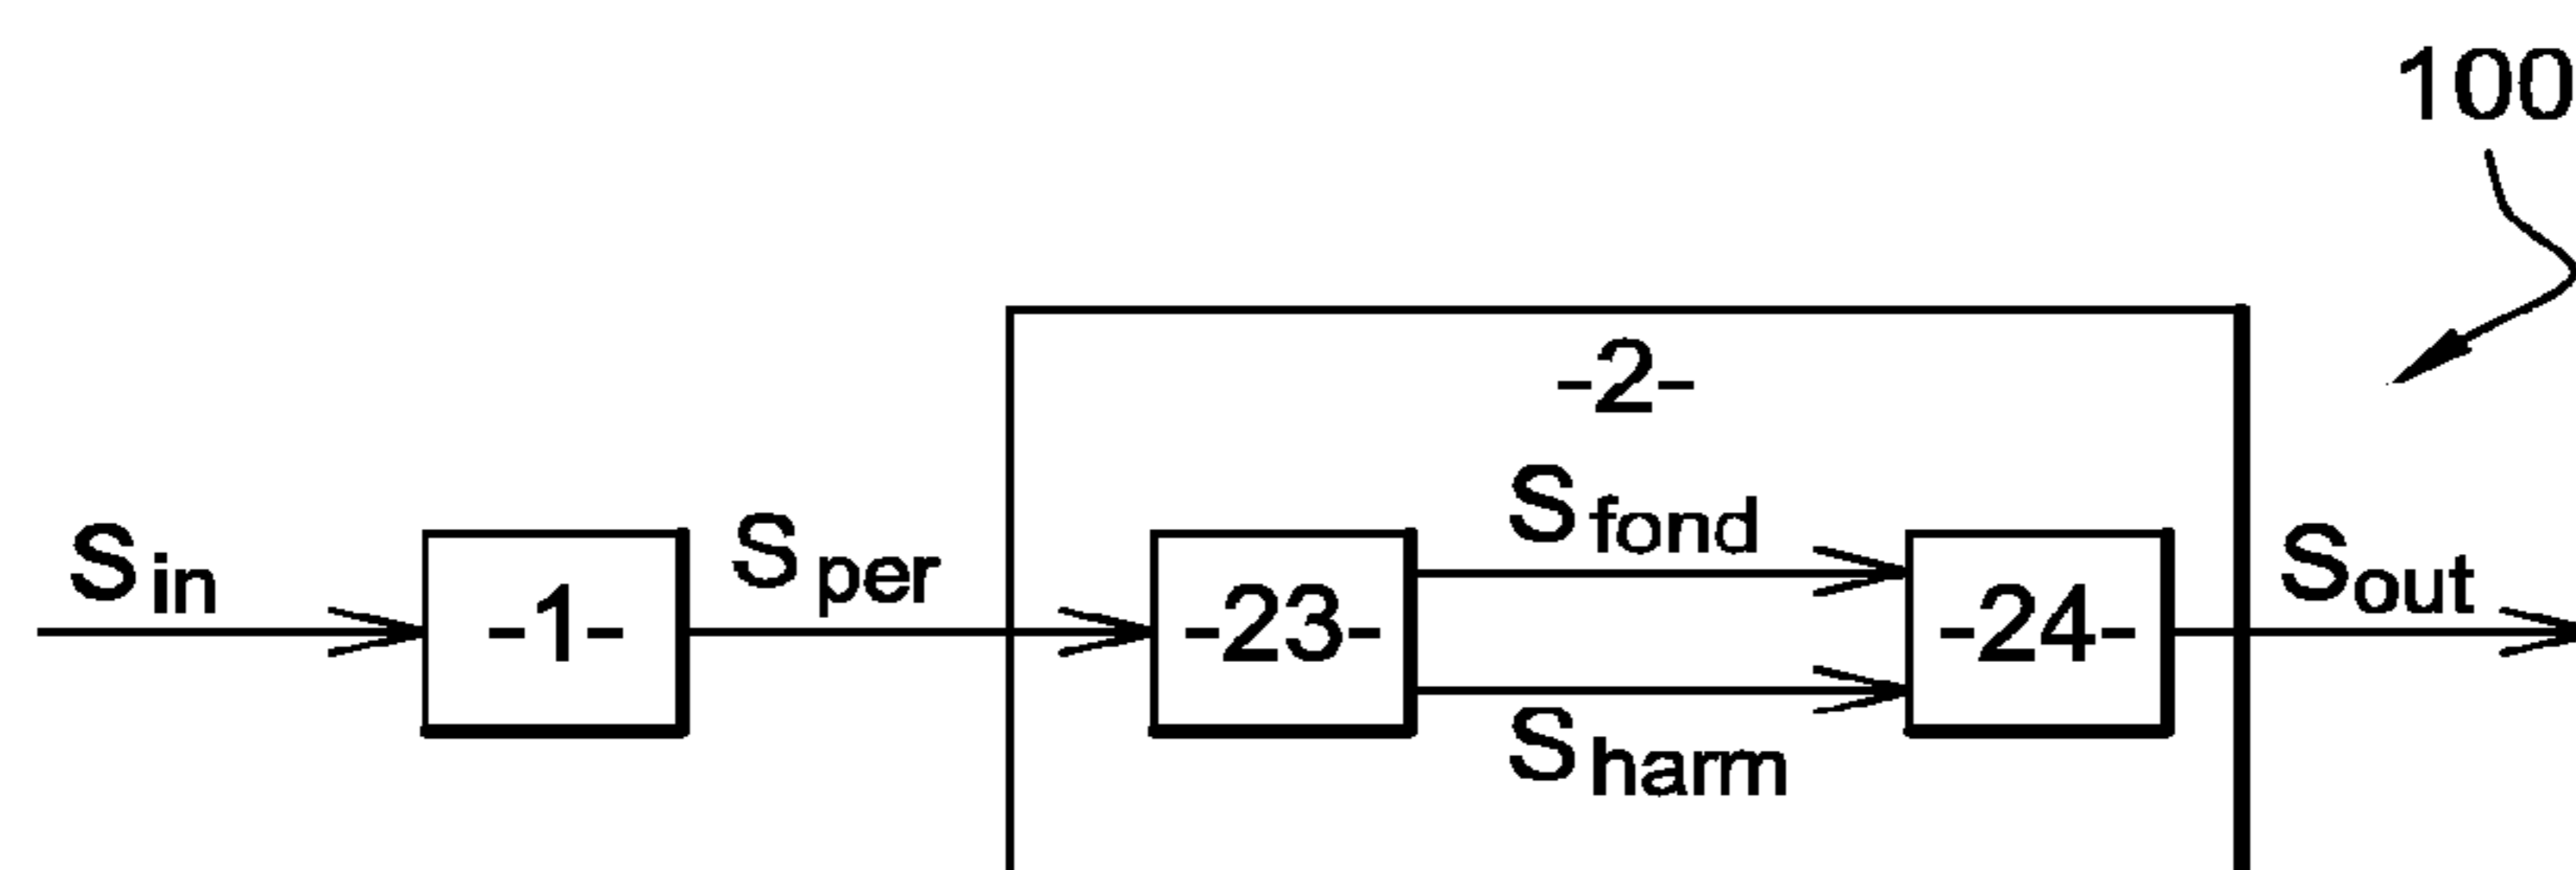 100
-2-
S fond
S in
S per
S out
-1-
-23-
-24-
S harm